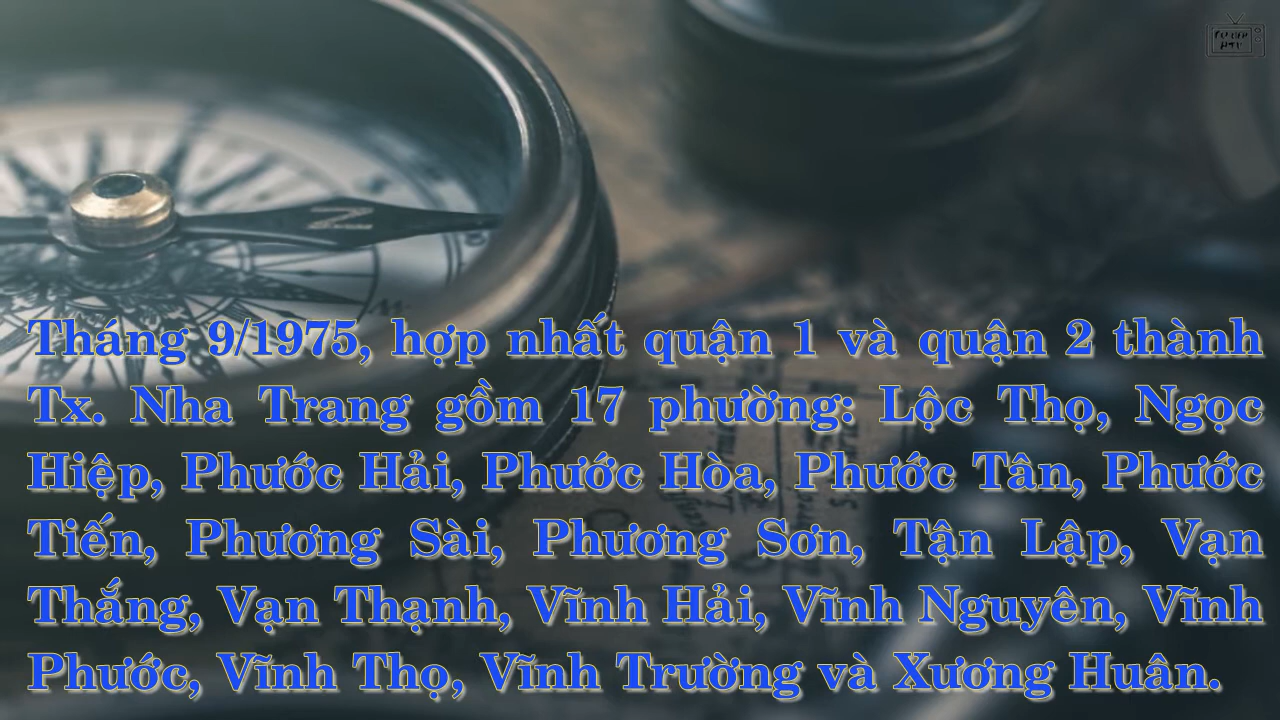 Tháng 9/1975, hợp nhất quận 1 và quận 2 thành
Tx. Nha Trang gồm 17 phường: Lộc Thọ, Ngọc
Hiệp, Phước Hải, Phước Hòa, Phước Tân, Phước
Tiến, Phương Sài, Phương Sơn, Tận Lập, Vạn
Thắng, Vạn Thạnh, Vĩnh Hải, Vĩnh Nguyên, Vĩnh
Phước, Vĩnh Thọ, Vĩnh Trường và Xương Huân.
N